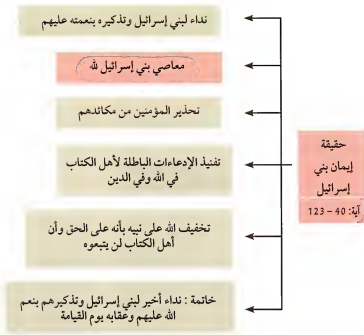 نداء لبني إسرائيل وتذكيره بنعمته عليهم
معاصي بني إسرائيل لله
تحذير المؤمنين من مكائدهم
حقيقة
إيمان بني
إسرائيل
آية: 40 – 123
تفنيذ الإدعاءات الباطلة لأهل الكتاب
في الله وفي الدين
تخفيف الله على نبيه بأنه على الحق وأن
أهل الكتاب لن يتبعوه
خاتمة : نداء أخير لبني إسرائيل وتذكيرهم بنعم
الله عليهم وعقابه يوم القيامة